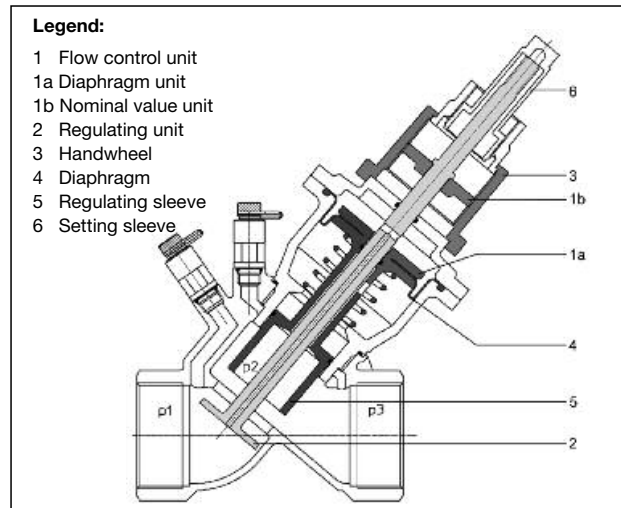 Legend:
1 Flow control unit
1a Diaphragm unit
1b Nominal value unit
2 Regulating unit
3 Handwheel
4 Diaphragm
5 Regulating sleeve
6 Setting sleeve
6
3
1b
1a
4
p2
5
p1
p3
2